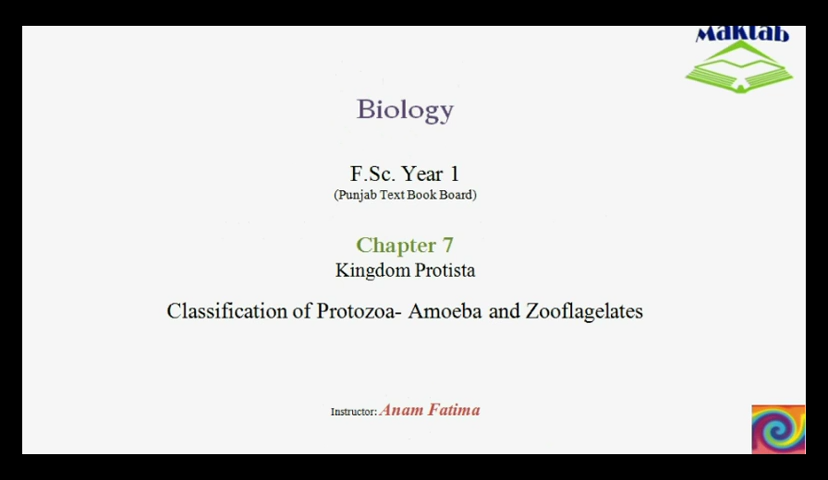 Maktab
Biology
F.Sc. Year 1
(Punjab Text Book Board)
Chapter 7
Kingdom Protista
Classification of Protozoa- Amoeba and Zooflagelates
Instructor: Anam Fatima